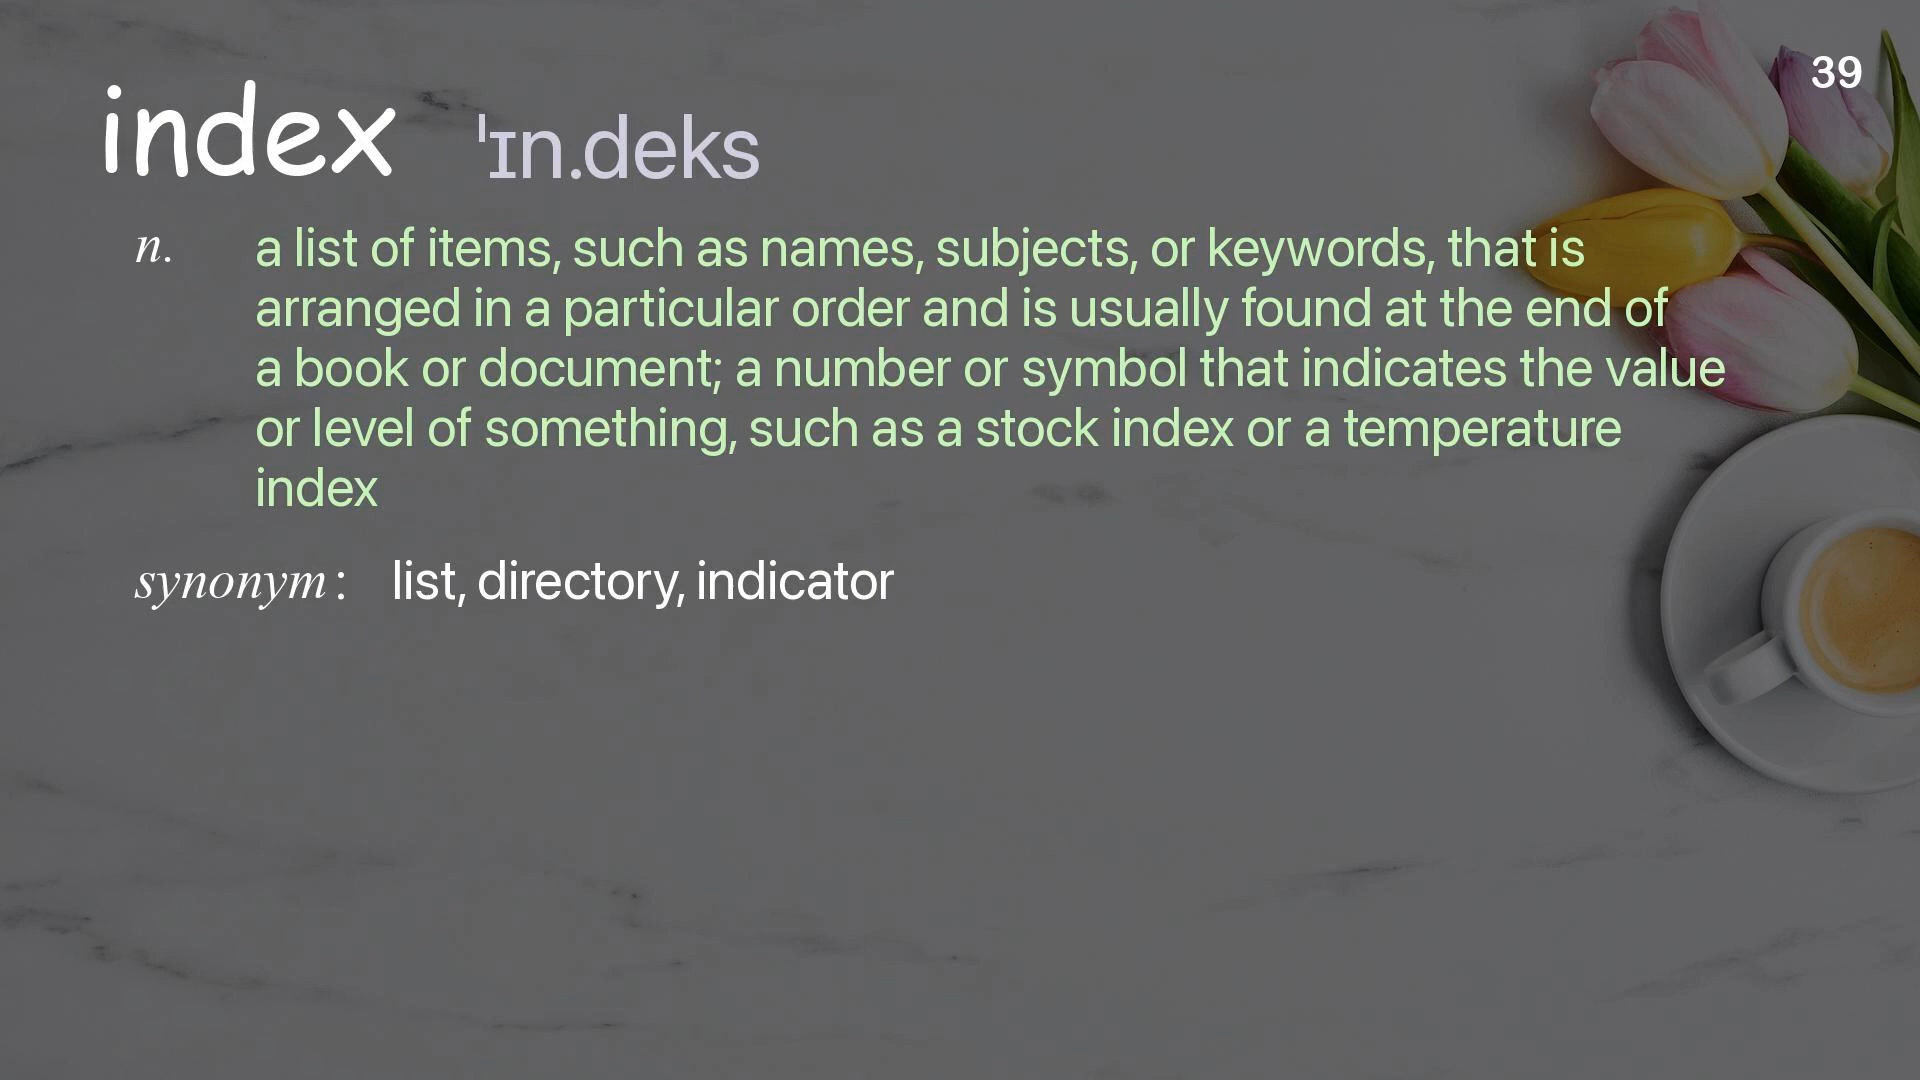 39
index ˈɪn.deks
n. a list of items, such as names, subjects, or keywords, that is
arranged in a particular order and is usually found at the end of
a book or document; a number or symbol that indicates the value
or level of something, such as a stock index or a temperature
index
synonym: list, directory, indicator